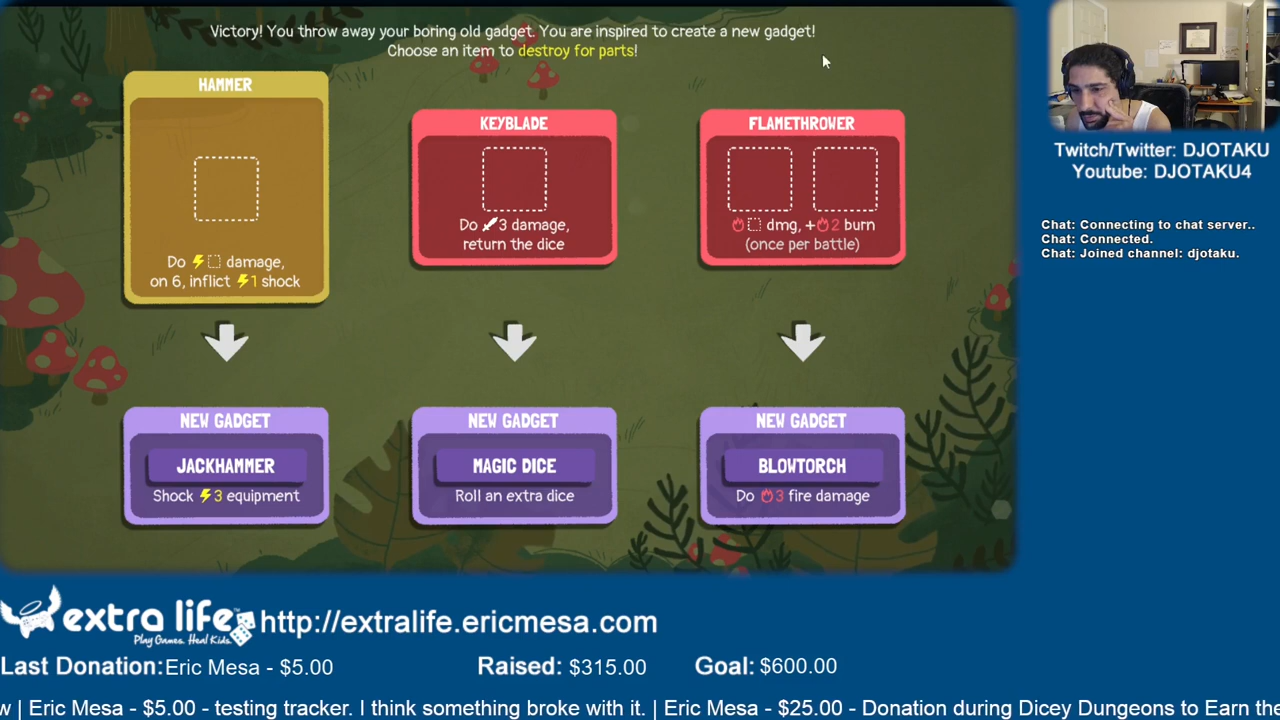 Victory! You throw away your boring old gadget. You are inspired to create a new gadget!
Choose an item to destroy for parts!
HAMMER
Do damage,
on 6, inflict 1 shock
KEYBLADE
Do 3 damage,
return the dice
FLAMETHROWER
dmg, + 2 burn
(once per battle)
NEW GADGET
JACKHAMMER
Shock 3 equipment
NEW GADGET
MAGIC DICE
Roll an extra dice
NEW GADGET
BLOWTORCH
Do 3 fire damage
Twitch/Twitter: DJOTAKU
Youtube: DJOTAKU4
Chat: Connecting to chat server..
Chat: Connected.
Chat: Joined channel: djotaku.
extra life
Play Games. Heal Kids.
http://extralife.ericmesa.com
Last Donation: Eric Mesa - $5.00
Raised: $315.00
Goal: $600.00
w | Eric Mesa - $5.00 - testing tracker. I think something broke with it. | Eric Mesa - $25.00 - Donation during Dicey Dungeons to Earn the